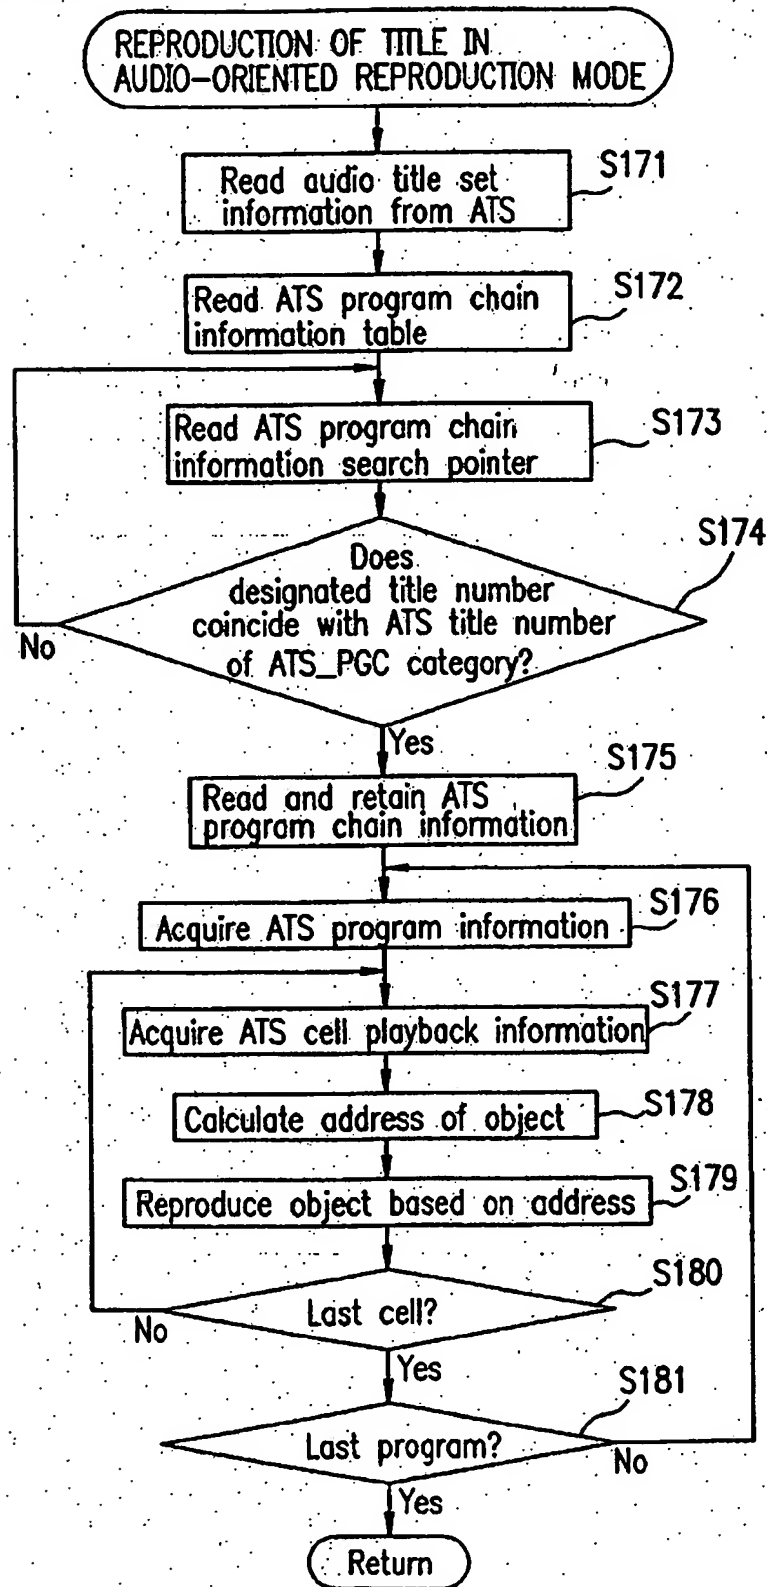 REPRODUCTION OF TITLE IN
AUDIO-ORIENTED REPRODUCTION MODE
S171
Read audio title set
information from ATS
S172
Read ATS program chain
information table
S173
Read ATS program chain
information search pointer
S174
Does
designated title number
coincide with ATS title number
of ATS_PGC category?
No
Yes
S175
Read and retain ATS
program chain information
S176
Acquire ATS program information
S177
Acquire ATS cell playback information
S178
Calculate address of object
S179
Reproduce object based on address
S180
Last cell?
No
Yes
S181
Last program?
No
Yes
Return